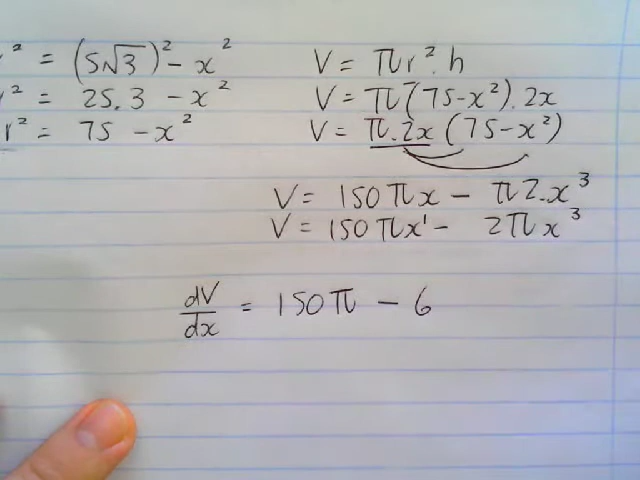 ² = (5√3)² - x²
r² = 25.3 - x²
r² = 75 - x²
V = πr².h
V = π(75-x²).2x
V = π.2x(75-x²)
V = 150πx - π2.x³
V = 150πx¹ - 2πx³
dV/dx = 150π - 6